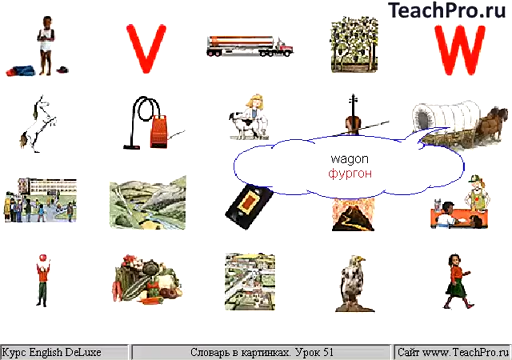 TeachPro.ru
V
W
wagon
фургон
Курс English DeLuxe
Словарь в картинках. Урок 51
Сайт www.TeachPro.ru